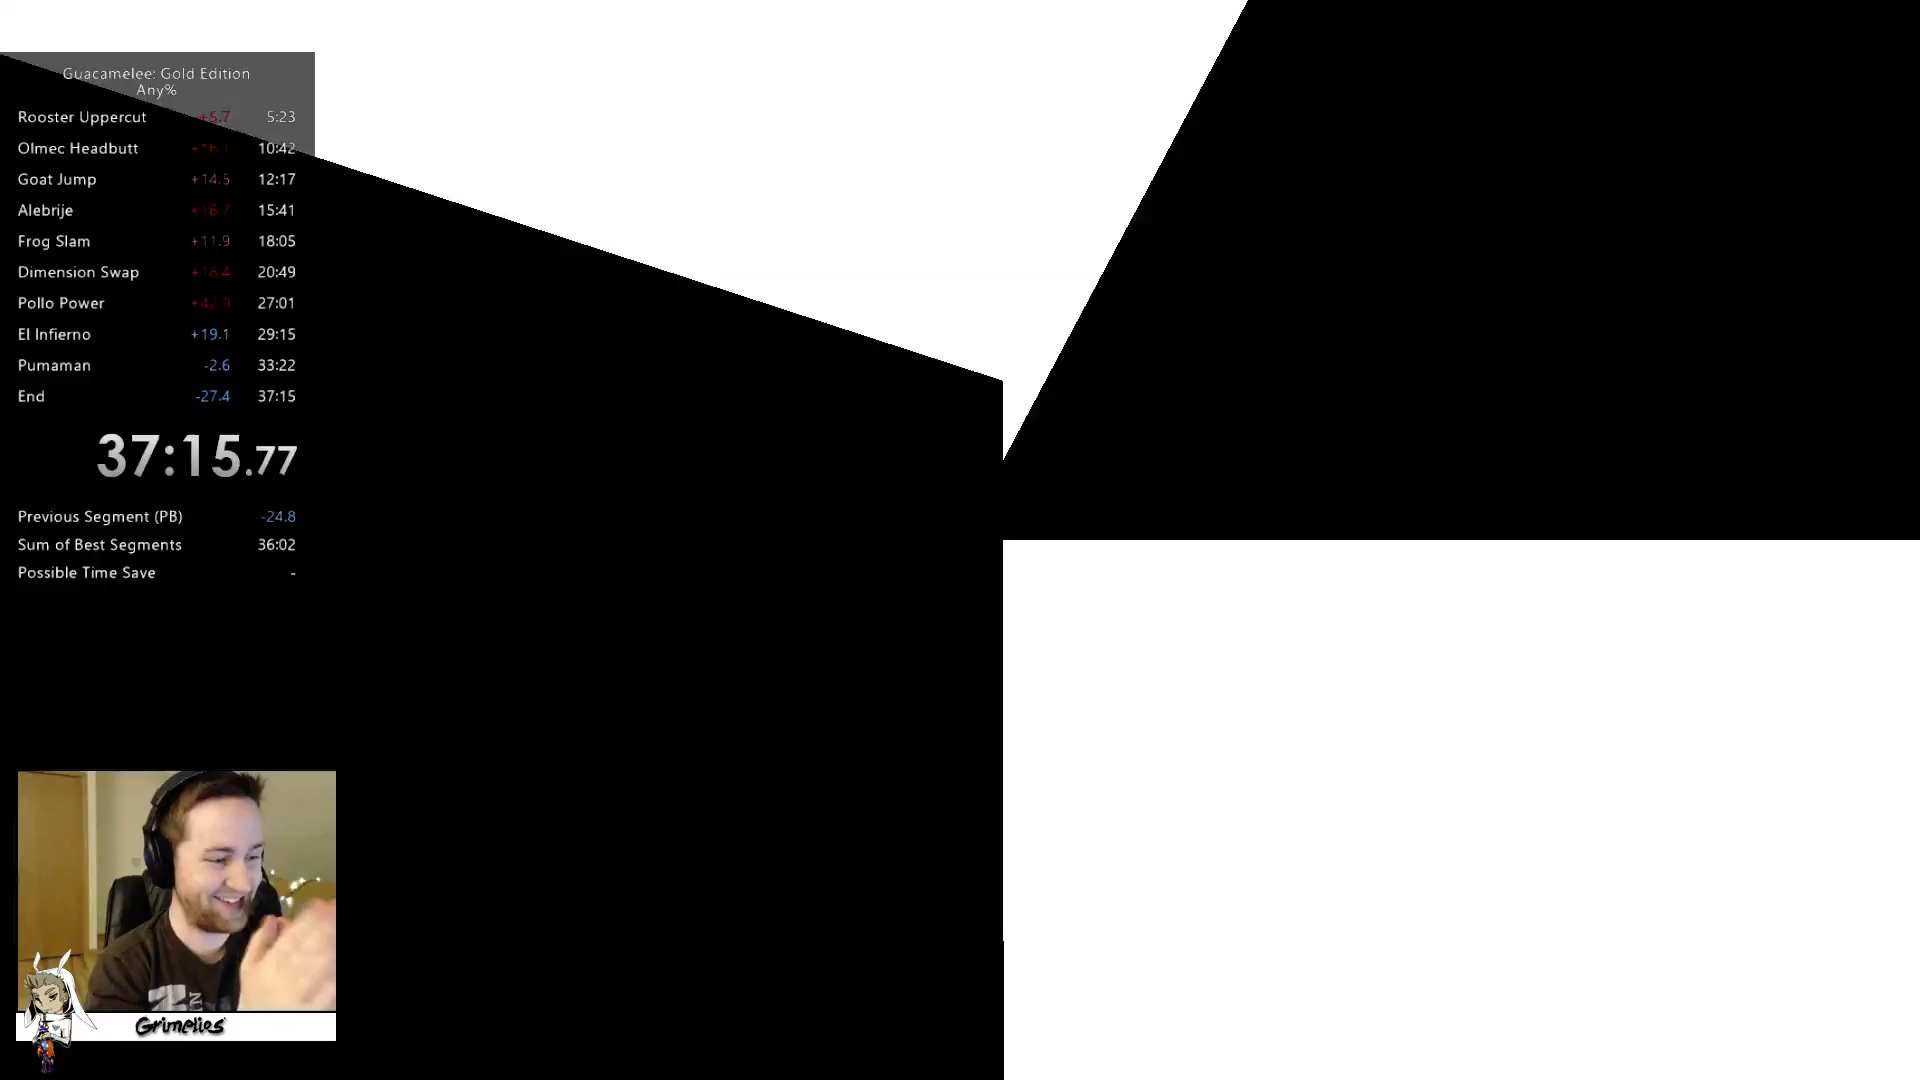 Guacamelee: Gold Edition
Any%
Rooster Uppercut +5.7 5:23
Olmec Headbutt 10:42
Goat Jump +14.5 12:17
Alebrije 15:41
Frog Slam +11.9 18:05
Dimension Swap 20:49
Pollo Power 27:01
El Infierno +19.1 29:15
Pumaman -2.6 33:22
End -27.4 37:15
37:15.77
Previous Segment (PB) -24.8
Sum of Best Segments 36:02
Possible Time Save -
Grimelies